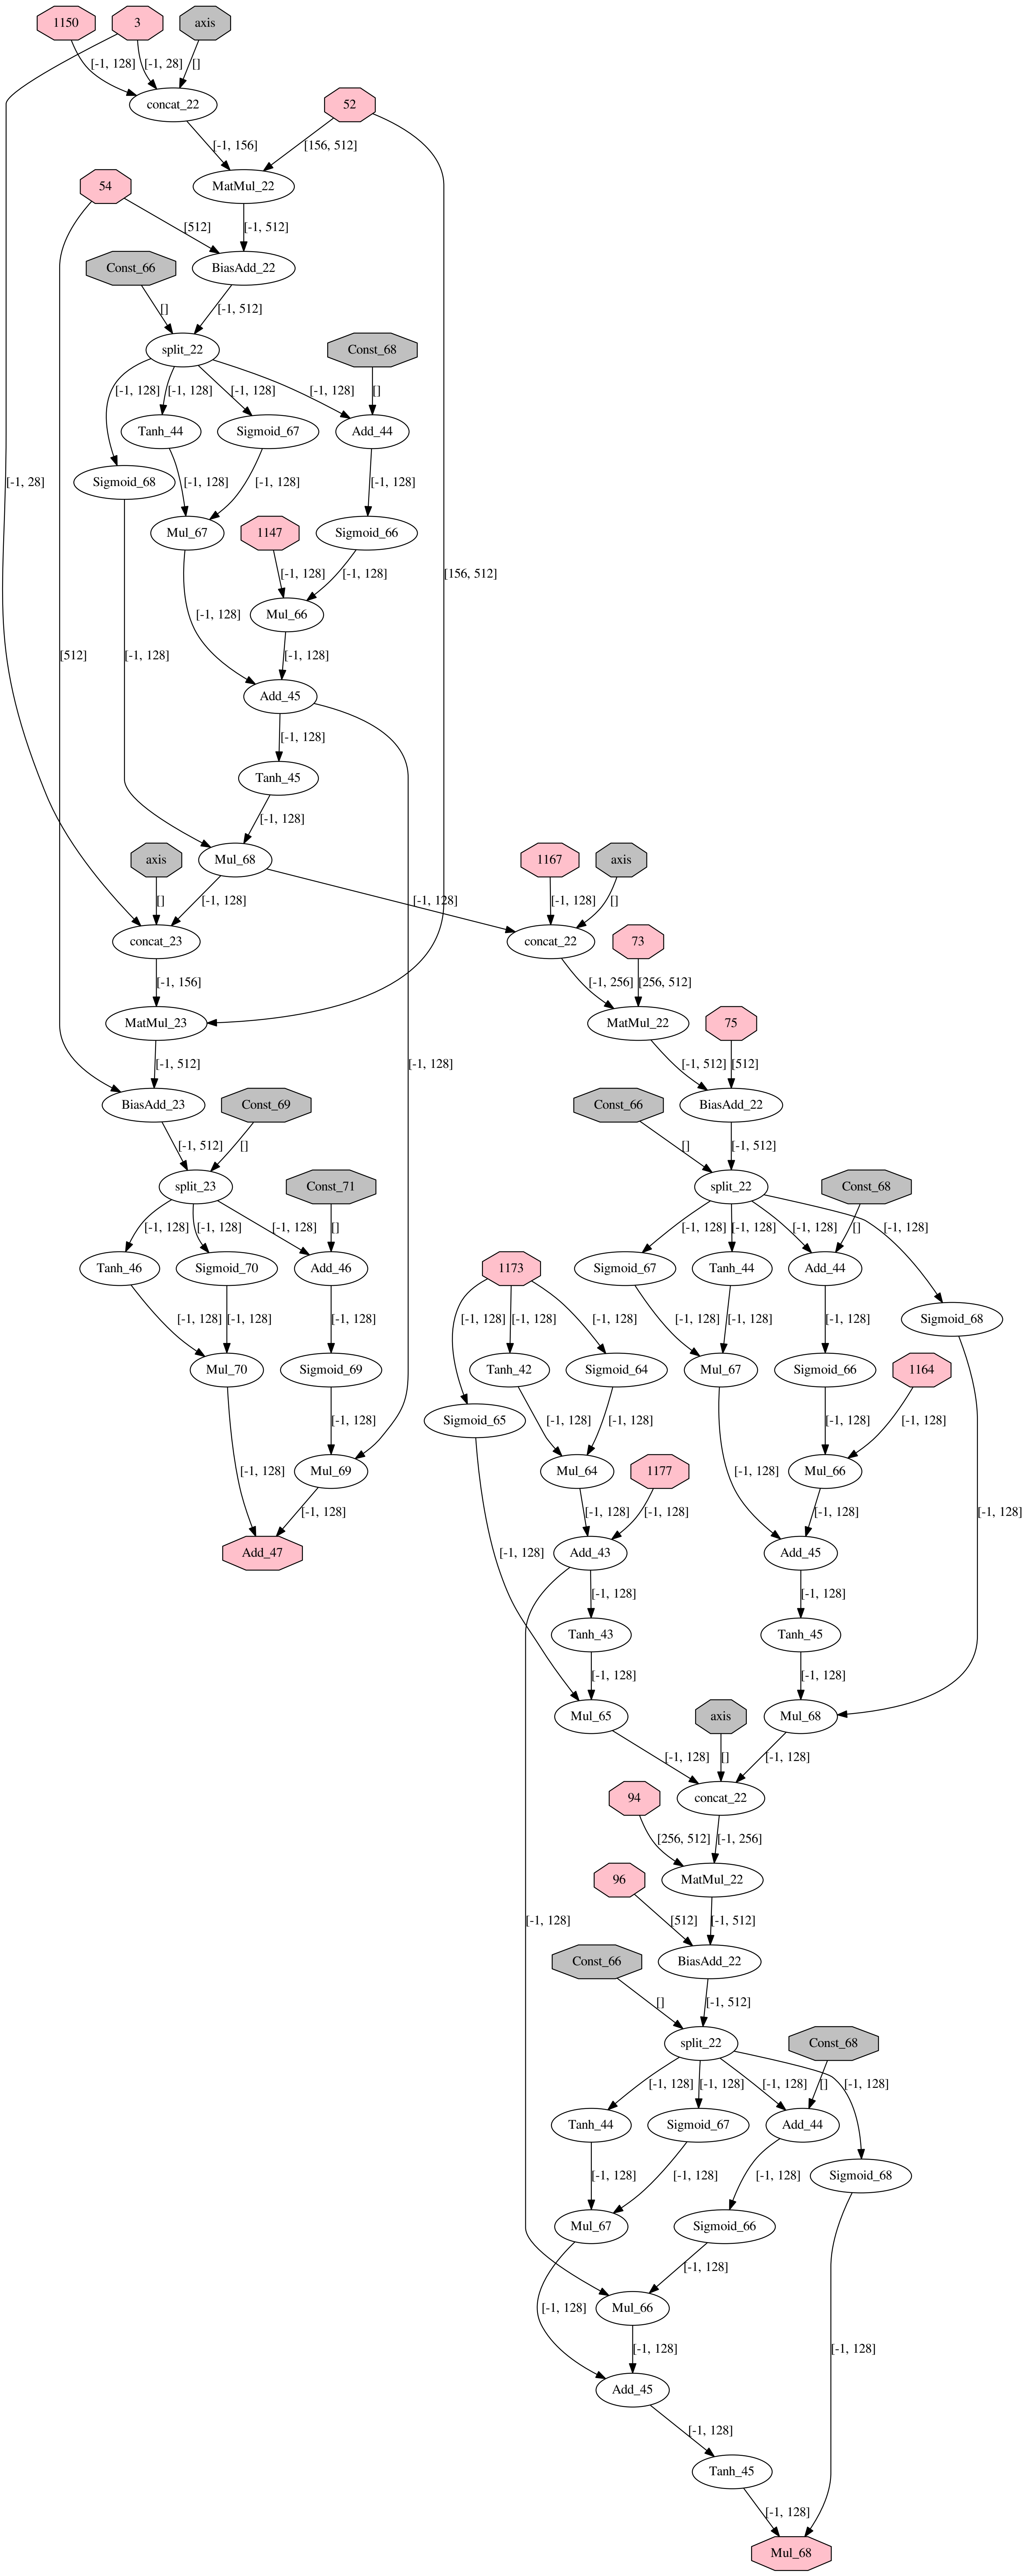 1150
3
axis
[-1, 128]
[-1, 28]
[]
concat_22
52
[-1, 156]
[156, 512]
54
MatMul_22
[512]
[-1, 512]
Const_66
BiasAdd_22
[]
[-1, 512]
split_22
Const_68
[-1, 128]
[-1, 128]
[-1, 128]
[-1, 128]
[]
Tanh_44
Sigmoid_67
Add_44
[-1, 28]
Sigmoid_68
[-1, 128]
[-1, 128]
[-1, 128]
Mul_67
1147
Sigmoid_66
[-1, 128]
[-1, 128]
[156, 512]
[-1, 128]
Mul_66
[512]
[-1, 128]
[-1, 128]
Add_45
[-1, 128]
Tanh_45
[-1, 128]
axis
Mul_68
1167
axis
[]
[-1, 128]
[-1, 128]
[-1, 128]
[]
concat_23
concat_22
73
[-1, 156]
[-1, 256]
[256, 512]
MatMul_23
MatMul_22
75
[-1, 512]
[-1, 128]
[-1, 512]
[512]
BiasAdd_23
Const_69
Const_66
BiasAdd_22
[-1, 512]
[]
[]
[-1, 512]
split_23
Const_71
split_22
Const_68
[-1, 128]
[-1, 128]
[-1, 128]
[]
[-1, 128]
[-1, 128]
[-1, 128]
[]
[-1, 128]
Tanh_46
Sigmoid_70
Add_46
1173
Sigmoid_67
Tanh_44
Add_44
[-1, 128]
[-1, 128]
[-1, 128]
[-1, 128]
[-1, 128]
[-1, 128]
[-1, 128]
[-1, 128]
[-1, 128]
Sigmoid_68
Mul_70
Sigmoid_69
Tanh_42
Sigmoid_64
Mul_67
Sigmoid_66
1164
[-1, 128]
Sigmoid_65
[-1, 128]
[-1, 128]
[-1, 128]
[-1, 128]
[-1, 128]
Mul_69
Mul_64
1177
Mul_66
[-1, 128]
[-1, 128]
[-1, 128]
[-1, 128]
[-1, 128]
[-1, 128]
Add_47
[-1, 128]
Add_43
Add_45
[-1, 128]
[-1, 128]
Tanh_43
Tanh_45
[-1, 128]
[-1, 128]
Mul_65
axis
Mul_68
[-1, 128]
[]
[-1, 128]
94
concat_22
[256, 512]
[-1, 256]
96
MatMul_22
[-1, 128]
[512]
[-1, 512]
Const_66
BiasAdd_22
[]
[-1, 512]
split_22
Const_68
[-1, 128]
[-1, 128]
[-1, 128]
[]
[-1, 128]
Tanh_44
Sigmoid_67
Add_44
[-1, 128]
[-1, 128]
[-1, 128]
Sigmoid_68
Mul_67
Sigmoid_66
[-1, 128]
[-1, 128]
Mul_66
[-1, 128]
[-1, 128]
Add_45
[-1, 128]
Tanh_45
[-1, 128]
Mul_68